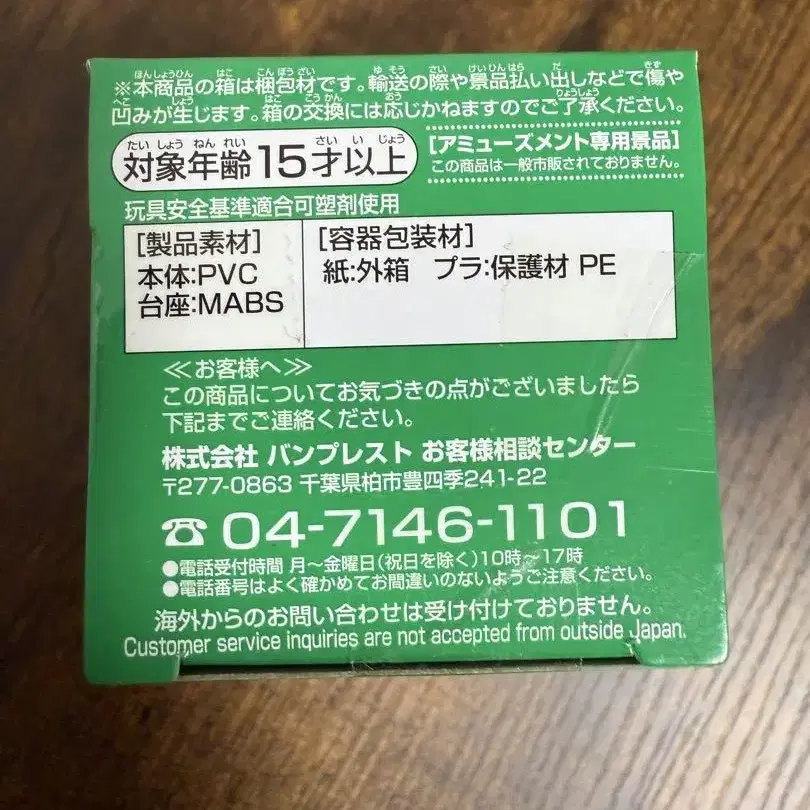 ※本商品の箱は梱包材です。輸送の際や景品払い出しなどで傷や
凹みが生じます。箱の交換には応じかねますのでご了承ください。
対象年齢15才以上
[アミューズメント専用景品]
この商品は一般市販されておりません。
玩具安全基準適合可塑剤使用
[製品素材]
本体:PVC
台座:MABS
[容器包装材]
紙:外箱 プラ:保護材 PE
≪お客様へ≫
この商品についてお気づきの点がございましたら
下記までご連絡ください。
株式会社 バンプレスト お客様相談センター
〒277-0863 千葉県柏市豊四季241-22
☎04-7146-1101
●電話受付時間 月~金曜日(祝日を除く)10時~17時
●電話番号はよく確かめてお間違いのないようご注意ください。
海外からのお問い合わせは受け付けておりません。
Customer service inquiries are not accepted from outside Japan.